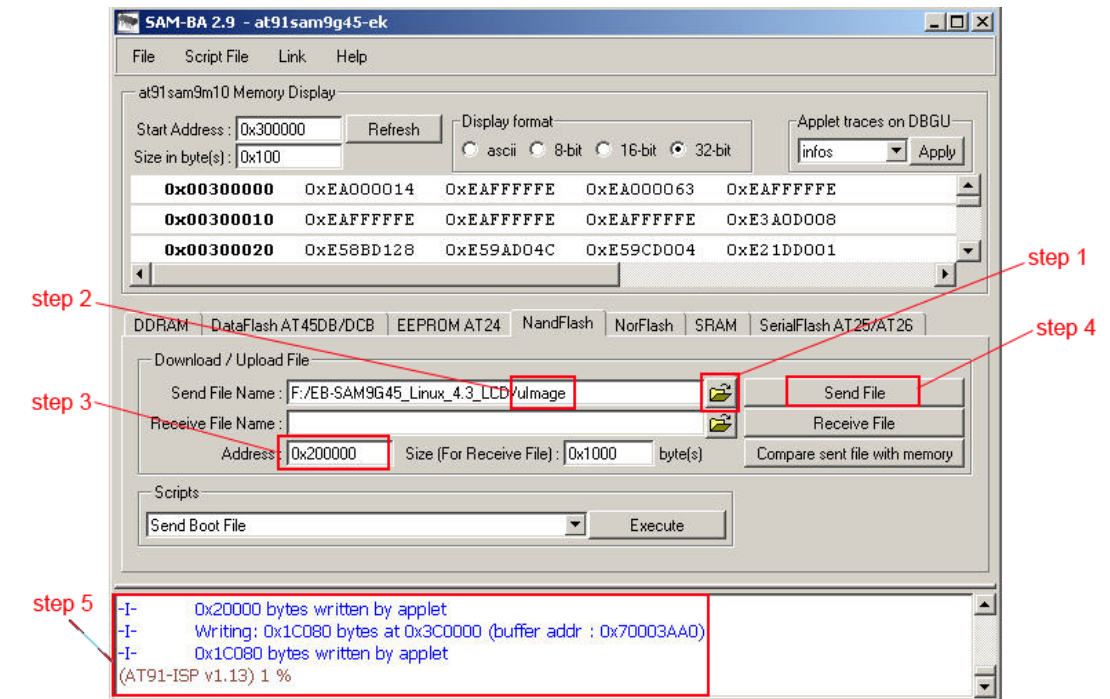 SAM-BA 2.9 - at91sam9g45-ek
File Script File Link Help
at91sam9m10 Memory Display
Start Address : 0x300000 Refresh Display format Applet traces on DBGU
Size in byte(s) : 0x100 ascii 8-bit 16-bit 32-bit infos Apply
0x00300000 0xEA000014 0xEAFFFFFE 0xEA000063 0xEAFFFFFE
0x00300010 0xEAFFFFFE 0xEAFFFFFE 0xEAFFFFFE 0xE3A0D008
0x00300020 0xE58BD128 0xE59AD04C 0xE59CD004 0xE21DD001
step 1
step 2
DDRAM DataFlash AT45DB/DCB EEPROM AT24 NandFlash NorFlash SRAM SerialFlash AT25/AT26
step 4
Download / Upload File
Send File Name : F:/EB-SAM9G45_Linux_4.3_LCD/uImage Send File
step 3
Receive File Name : Receive File
Address : 0x200000 Size (For Receive File) : 0x1000 byte(s) Compare sent file with memory
Scripts
Send Boot File Execute
step 5
-I- 0x20000 bytes written by applet
-I- Writing: 0x1C080 bytes at 0x3C0000 (buffer addr : 0x70003AA0)
-I- 0x1C080 bytes written by applet
(AT91-ISP v1.13) 1 %